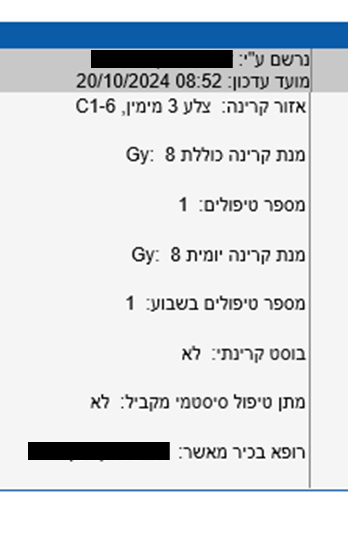 נרשם ע"י:
מועד עדכון: 20/10/2024 08:52
אזור קרינה: צלע 3 מימין, C1-6
מנת קרינה כוללת Gy: 8
מספר טיפולים: 1
מנת קרינה יומית Gy: 8
מספר טיפולים בשבוע: 1
בוסט קרינתי: לא
מתן טיפול סיסטמי מקביל: לא
רופא בכיר מאשר: